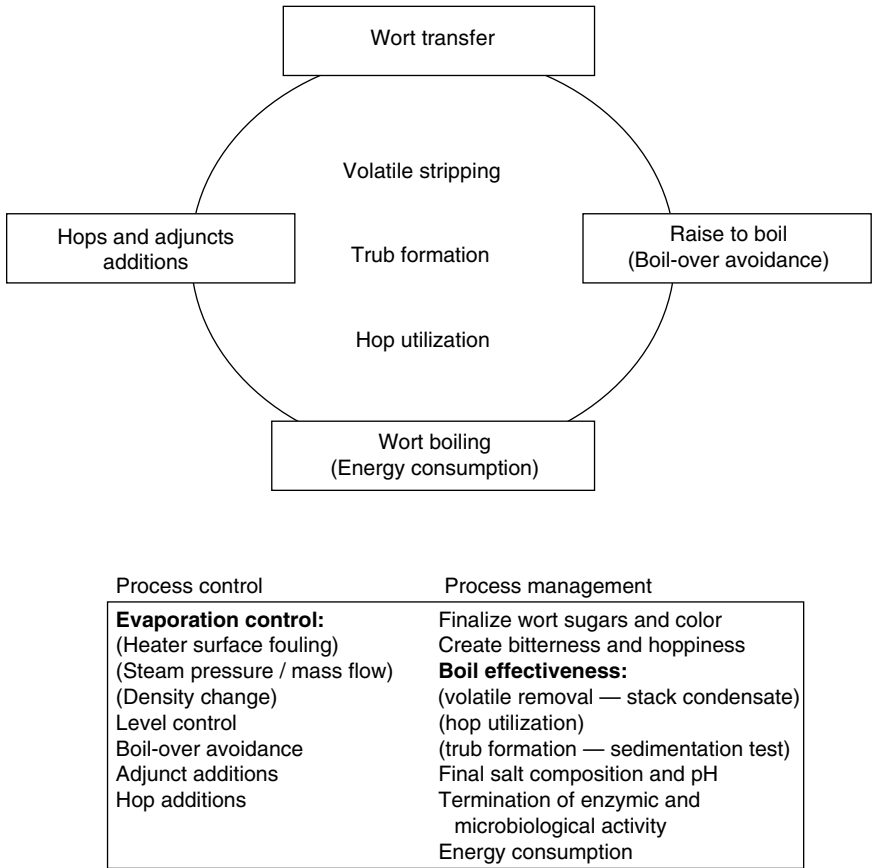 Wort transfer
Volatile stripping
Hops and adjuncts
additions
Trub formation
Raise to boil
(Boil-over avoidance)
Hop utilization
Wort boiling
(Energy consumption)
Process control
Evaporation control:
(Heater surface fouling)
(Steam pressure / mass flow)
(Density change)
Level control
Boil-over avoidance
Adjunct additions
Hop additions
Process management
Finalize wort sugars and color
Create bitterness and hoppiness
Boil effectiveness:
(volatile removal — stack condensate)
(hop utilization)
(trub formation — sedimentation test)
Final salt composition and pH
Termination of enzymic and
microbiological activity
Energy consumption